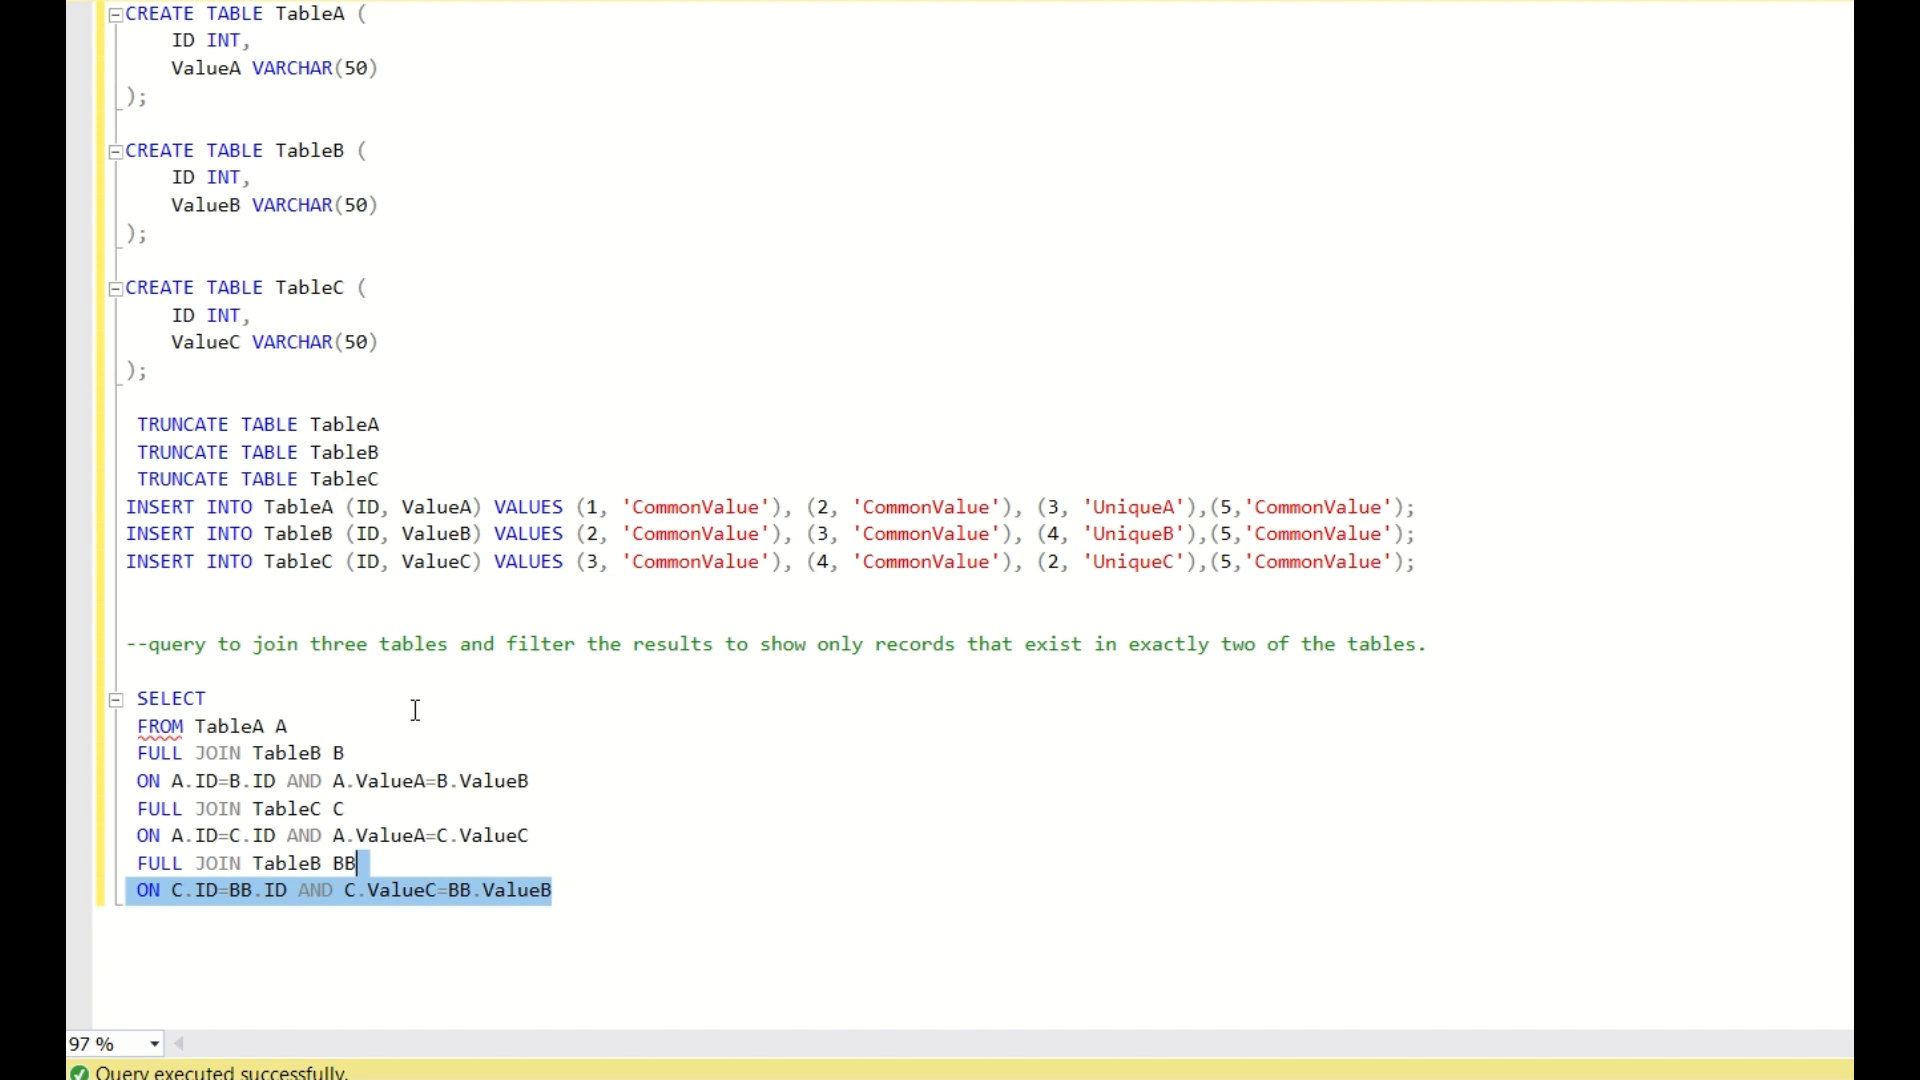 CREATE TABLE TableA (
ID INT,
ValueA VARCHAR(50)
);
CREATE TABLE TableB (
ID INT,
ValueB VARCHAR(50)
);
CREATE TABLE TableC (
ID INT,
ValueC VARCHAR(50)
);
TRUNCATE TABLE TableA
TRUNCATE TABLE TableB
TRUNCATE TABLE TableC
INSERT INTO TableA (ID, ValueA) VALUES (1, 'CommonValue'), (2, 'CommonValue'), (3, 'UniqueA'),(5,'CommonValue');
INSERT INTO TableB (ID, ValueB) VALUES (2, 'CommonValue'), (3, 'CommonValue'), (4, 'UniqueB'),(5,'CommonValue');
INSERT INTO TableC (ID, ValueC) VALUES (3, 'CommonValue'), (4, 'CommonValue'), (2, 'UniqueC'),(5,'CommonValue');
--query to join three tables and filter the results to show only records that exist in exactly two of the tables.
SELECT
FROM TableA A
FULL JOIN TableB B
ON A.ID=B.ID AND A.ValueA=B.ValueB
FULL JOIN TableC C
ON A.ID=C.ID AND A.ValueA=C.ValueC
FULL JOIN TableB BB
ON C.ID=BB.ID AND C.ValueC=BB.ValueB
97 %
Query executed successfully.